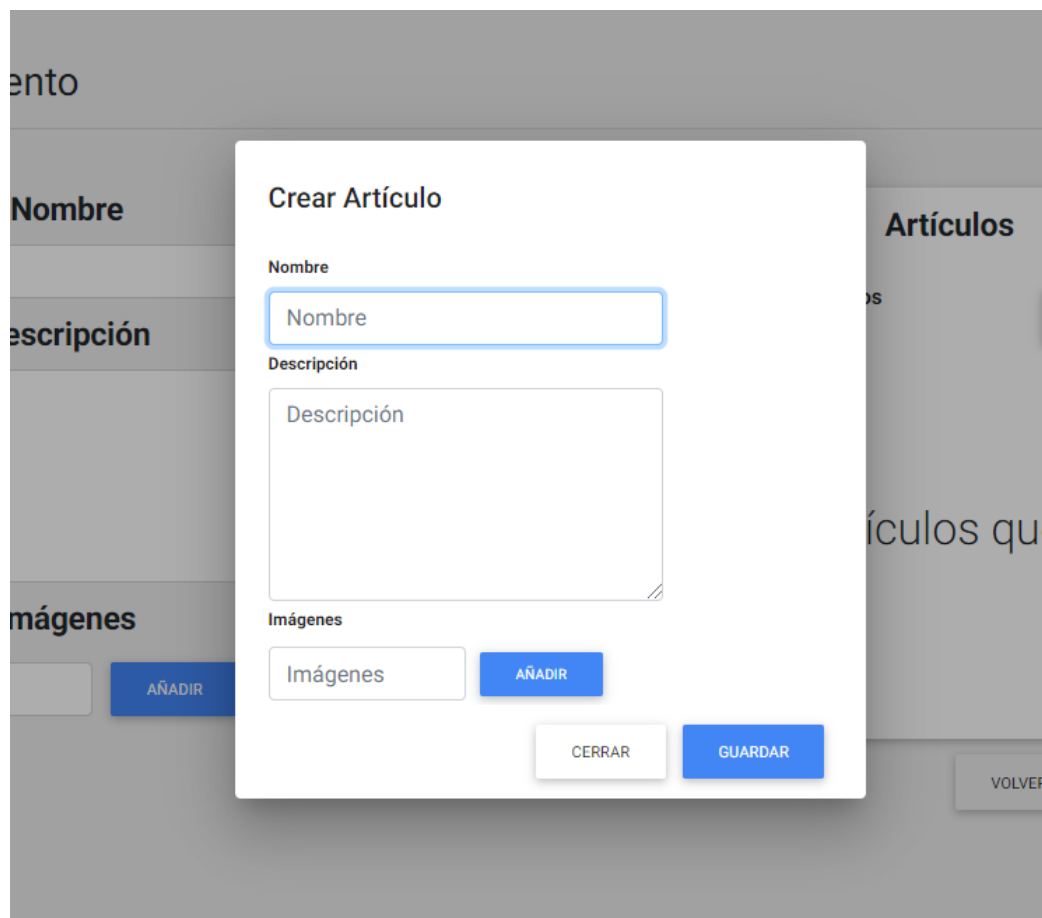 ento
Nombre
escripción
mágenes
AÑADIR
Crear Artículo
Nombre
Nombre
Descripción
Descripción
Imágenes
Imágenes
AÑADIR
CERRAR
GUARDAR
Artículos
os
ículos qu
VOLVER